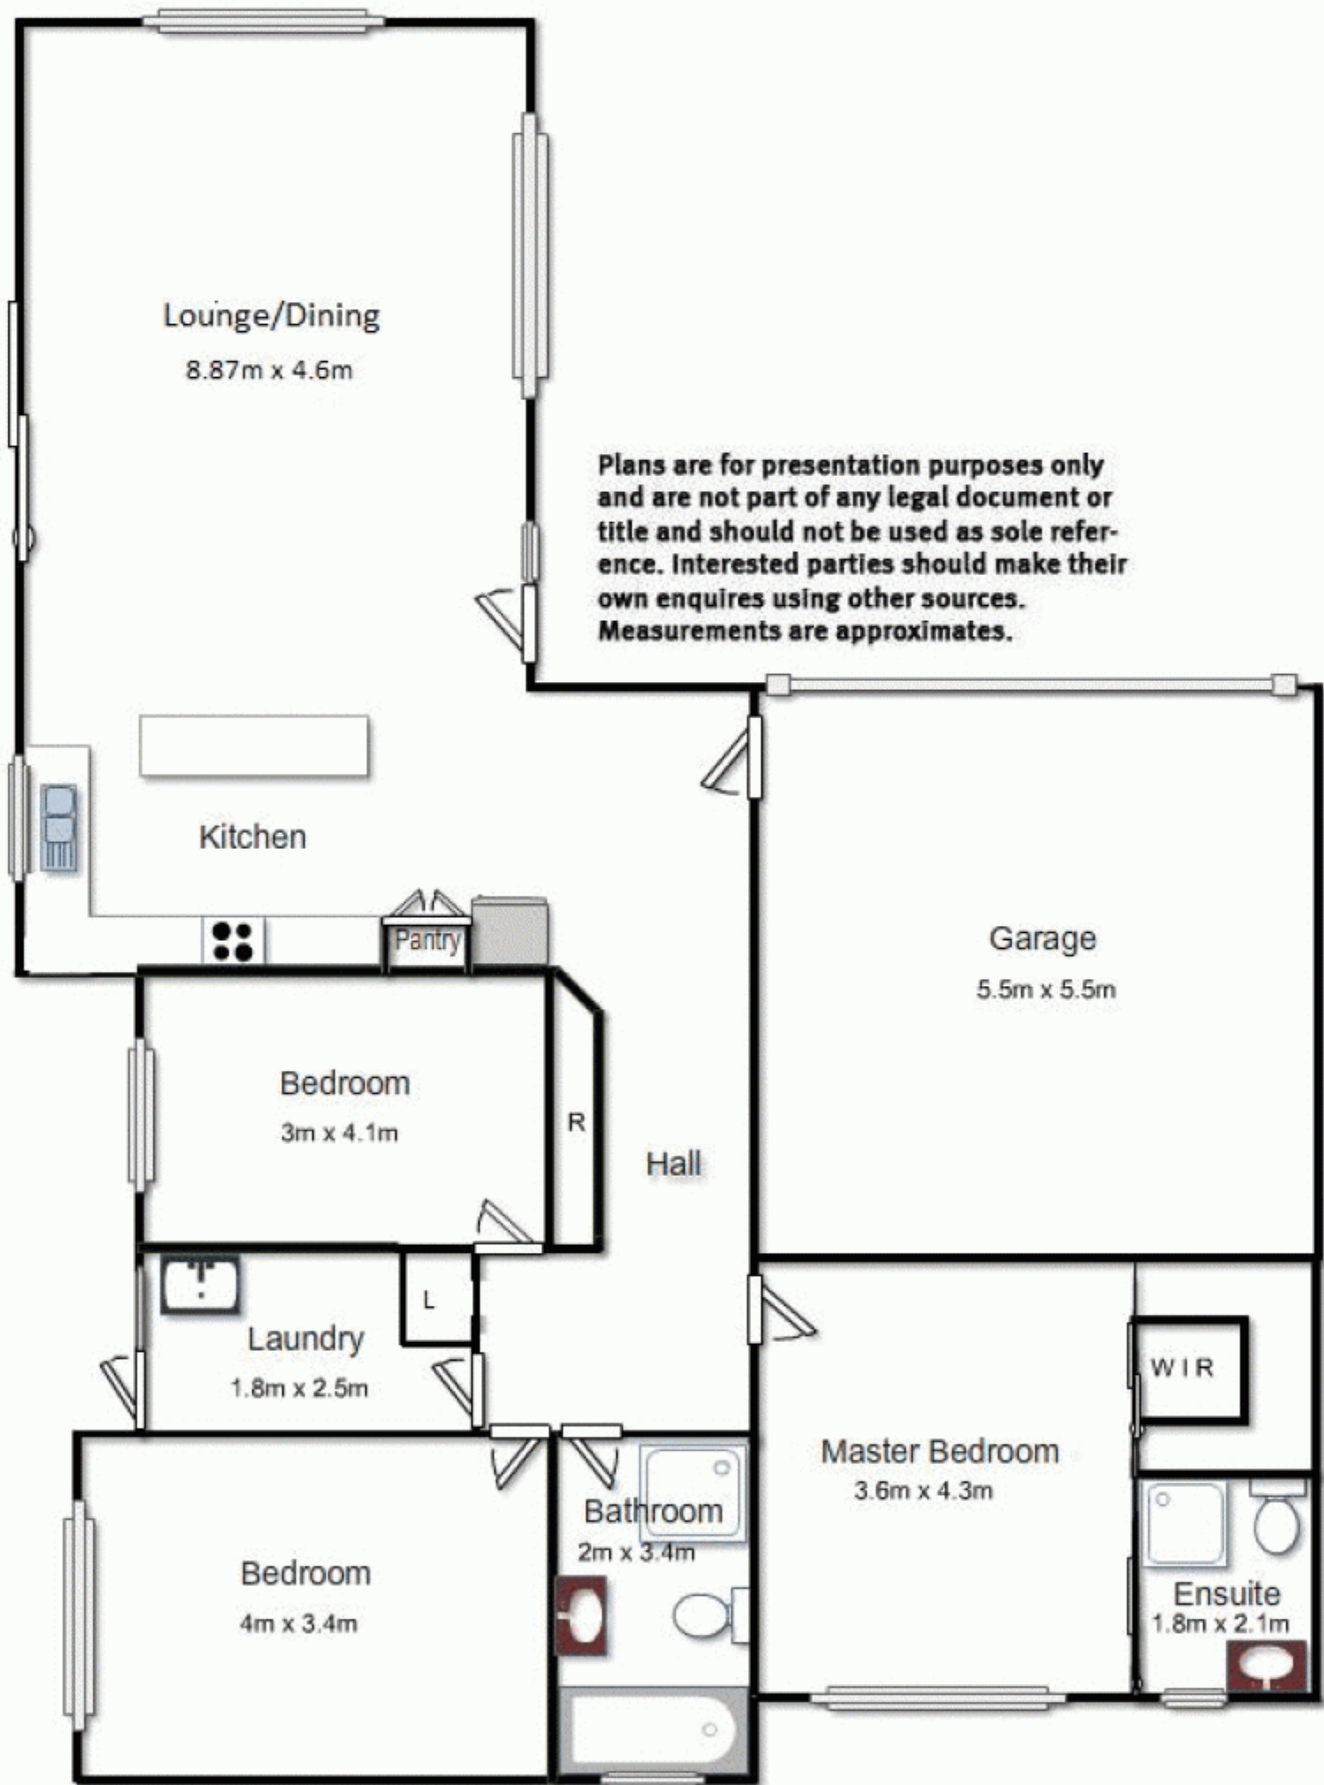 Lounge/Dining
8.87m x 4.6m
Plans are for presentation purposes only
and are not part of any legal document or
title and should not be used as sole refer-
ence. Interested parties should make their
own enquires using other sources.
Measurements are approximates.
Kitchen
Pantry
Garage
5.5m x 5.5m
Bedroom
3m x 4.1m
R
Hall
L
Laundry
1.8m x 2.5m
W I R
Master Bedroom
3.6m x 4.3m
Bathroom
2m x 3.4m
Bedroom
4m x 3.4m
Ensuite
1.8m x 2.1m